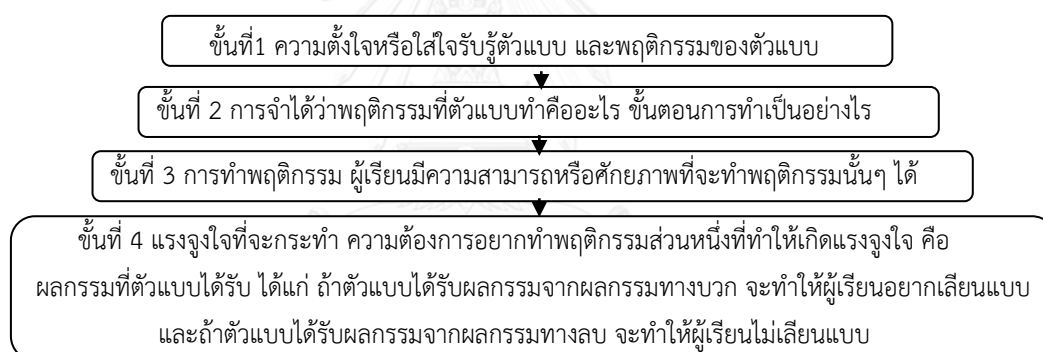 ขั้นที่1 ความตั้งใจหรือใส่ใจรับรู้ตัวแบบ และพฤติกรรมของตัวแบบ
ขั้นที่ 2 การจำได้ว่าพฤติกรรมที่ตัวแบบทำคืออะไร ขั้นตอนการทำเป็นอย่างไร
ขั้นที่ 3 การทำพฤติกรรม ผู้เรียนมีความสามารถหรือศักยภาพที่จะทำพฤติกรรมนั้นๆ ได้
ขั้นที่ 4 แรงจูงใจที่จะกระทำ ความต้องการอยากทำพฤติกรรมส่วนหนึ่งที่ทำให้เกิดแรงจูงใจ คือ
ผลกรรมที่ตัวแบบได้รับ ได้แก่ ถ้าตัวแบบได้รับผลกรรมจากผลกรรมทางบวก จะทำให้ผู้เรียนอยากเลียนแบบ
และถ้าตัวแบบได้รับผลกรรมจากผลกรรมทางลบ จะทำให้ผู้เรียนไม่เลียนแบบ